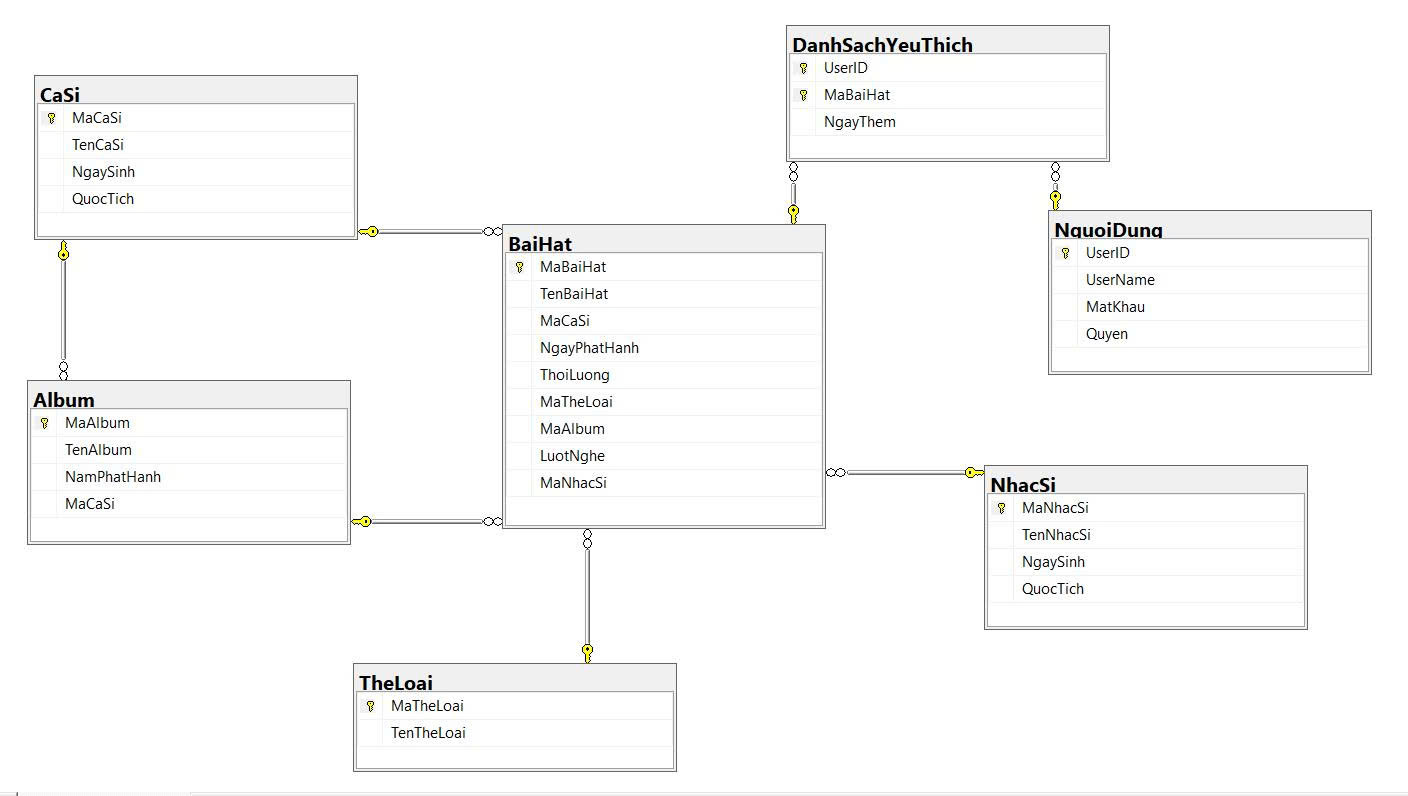 DanhSachYeuThich
UserID
MaBaiHat
NgayThem
CaSi
MaCaSi
TenCaSi
NgaySinh
QuocTich
NguoiDung
UserID
UserName
MatKhau
Quyen
BaiHat
MaBaiHat
TenBaiHat
MaCaSi
NgayPhatHanh
ThoiLuong
MaTheLoai
MaAlbum
LuotNghe
MaNhacSi
Album
MaAlbum
TenAlbum
NamPhatHanh
MaCaSi
NhacSi
MaNhacSi
TenNhacSi
NgaySinh
QuocTich
TheLoai
MaTheLoai
TenTheLoai